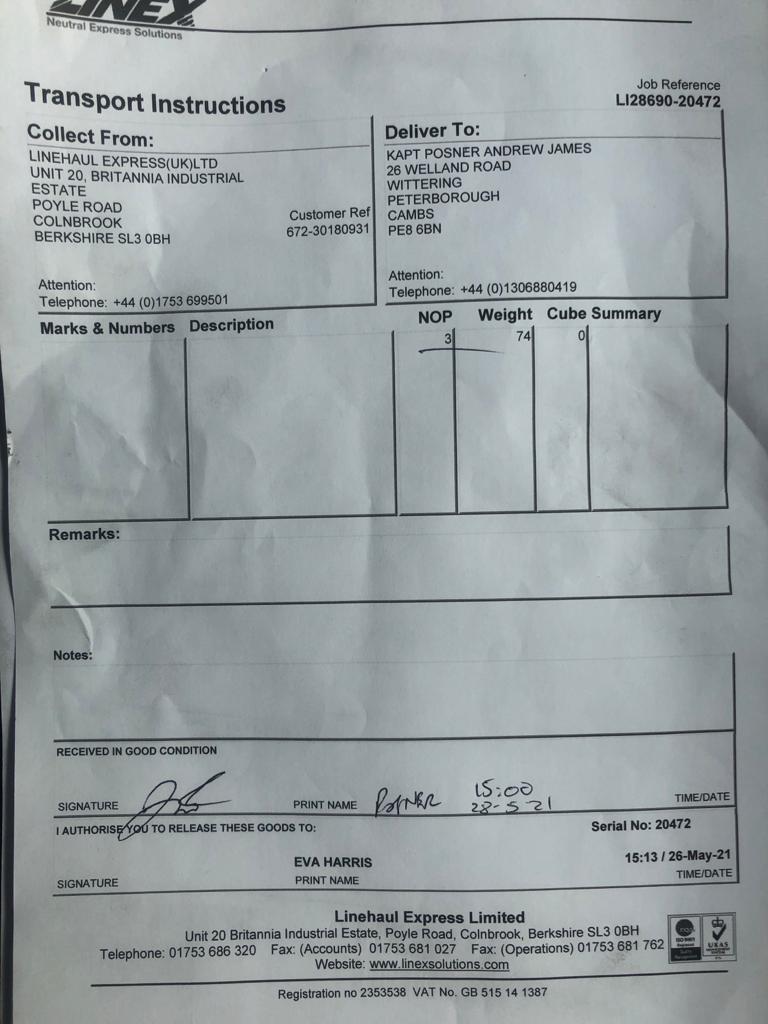 LINEX
Neutral Express Solutions
Transport Instructions
Job Reference
LI28690-20472
Collect From:
LINEHAUL EXPRESS(UK)LTD
UNIT 20, BRITANNIA INDUSTRIAL
ESTATE
POYLE ROAD
COLNBROOK
BERKSHIRE SL3 0BH
Customer Ref
672-30180931
Attention:
Telephone: +44 (0)1753 699501
Deliver To:
KAPT POSNER ANDREW JAMES
26 WELLAND ROAD
WITTERING
PETERBOROUGH
CAMBS
PE8 6BN
Attention:
Telephone: +44 (0)1306880419
Marks & Numbers Description NOP Weight Cube Summary
3 74 0
Remarks:
Notes:
RECEIVED IN GOOD CONDITION
SIGNATURE PRINT NAME POSNER 15:00 28-5-21 TIME/DATE
I AUTHORISE YOU TO RELEASE THESE GOODS TO:
Serial No: 20472
EVA HARRIS 15:13 / 26-May-21
SIGNATURE PRINT NAME TIME/DATE
Linehaul Express Limited
Unit 20 Britannia Industrial Estate, Poyle Road, Colnbrook, Berkshire SL3 0BH
Telephone: 01753 686 320 Fax: (Accounts) 01753 681 027 Fax: (Operations) 01753 681 762
Website: www.linexsolutions.com
ISO 9001
UKAS
Registration no 2353538 VAT No. GB 515 14 1387